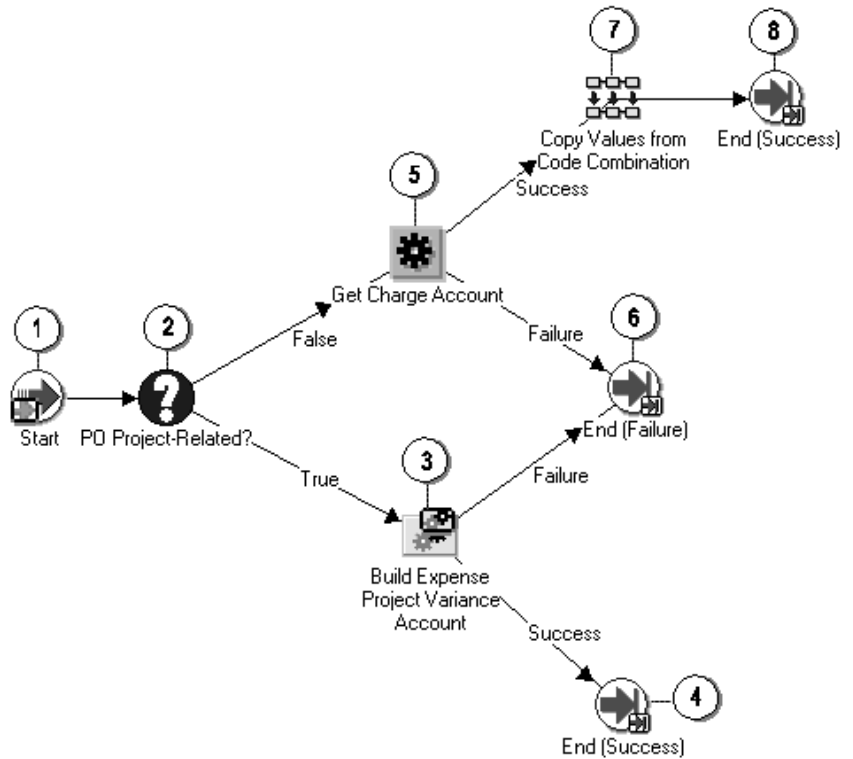 7
8
Copy Values from
Code Combination
End (Success)
Success
5
Get Charge Account
1
2
False
Failure
6
Start
PO Project-Related?
End (Failure)
3
True
Failure
Build Expense
Project Variance
Account
Success
4
End (Success)